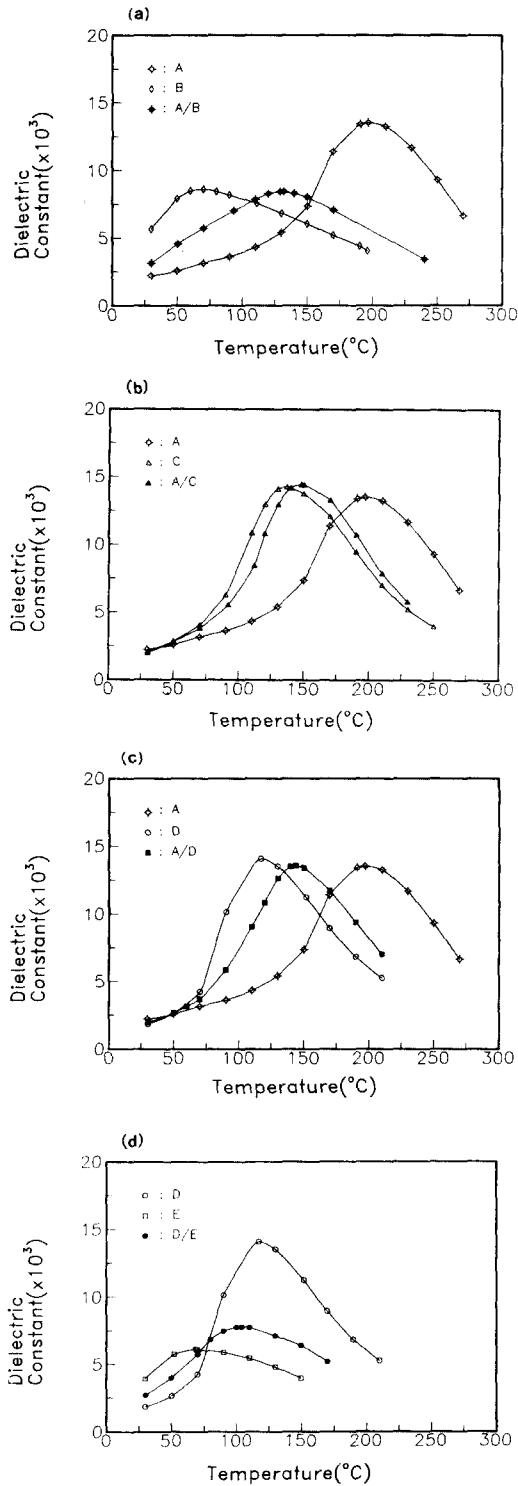 (a)
20
15
10
5
0
◇ : A
◇ : B
◆ : A/B
Dielectric
Constant(x10³)
0 50 100 150 200 250 300
Temperature(°C)
(b)
20
15
10
5
0
◇ : A
△ : C
▲ : A/C
Dielectric
Constant(x10³)
0 50 100 150 200 250 300
Temperature(°C)
(c)
20
15
10
5
0
◇ : A
○ : D
■ : A/D
Dielectric
Constant(x10³)
0 50 100 150 200 250 300
Temperature(°C)
(d)
20
15
10
5
0
○ : D
□ : E
● : D/E
Dielectric
Constant(x10³)
0 50 100 150 200 250 300
Temperature(°C)